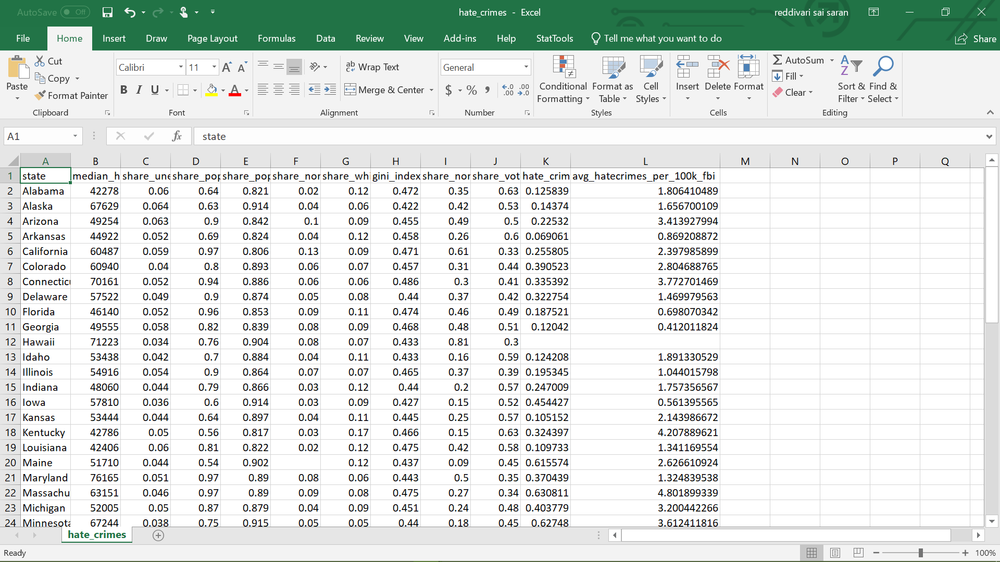 AutoSave Off
hate_crimes - Excel
reddivari sai saran
File Home Insert Draw Page Layout Formulas Data Review View Add-ins Help StatTools Tell me what you want to do Share
Paste
Cut
Copy
Format Painter
Clipboard
Calibri 11
B I U
Font
Wrap Text
Merge & Center
Alignment
General
$ % ,
Number
Conditional Formatting
Format as Table
Cell Styles
Styles
Insert Delete Format
Cells
AutoSum
Fill
Clear
Sort & Filter
Find & Select
Editing
A1 fx state
A B C D E F G H I J K L M N O P Q
1 state median_h share_une share_pop share_pop share_nor share_whi gini_index share_nor share_vot hate_crim avg_hatecrimes_per_100k_fbi
2 Alabama 42278 0.06 0.64 0.821 0.02 0.12 0.472 0.35 0.63 0.125839 1.806410489
3 Alaska 67629 0.064 0.63 0.914 0.04 0.06 0.422 0.42 0.53 0.14374 1.656700109
4 Arizona 49254 0.063 0.9 0.842 0.1 0.09 0.455 0.49 0.5 0.22532 3.413927994
5 Arkansas 44922 0.052 0.69 0.824 0.04 0.12 0.458 0.26 0.6 0.069061 0.869208872
6 California 60487 0.059 0.97 0.806 0.13 0.09 0.471 0.61 0.33 0.255805 2.397985899
7 Colorado 60940 0.04 0.8 0.893 0.06 0.07 0.457 0.31 0.44 0.390523 2.804688765
8 Connectic 70161 0.052 0.94 0.886 0.06 0.06 0.486 0.3 0.41 0.335392 3.772701469
9 Delaware 57522 0.049 0.9 0.874 0.05 0.08 0.44 0.37 0.42 0.322754 1.469979563
10 Florida 46140 0.052 0.96 0.853 0.09 0.11 0.474 0.46 0.49 0.187521 0.698070342
11 Georgia 49555 0.058 0.82 0.839 0.08 0.09 0.468 0.48 0.51 0.12042 0.412011824
12 Hawaii 71223 0.034 0.76 0.904 0.08 0.07 0.433 0.81 0.3
13 Idaho 53438 0.042 0.7 0.884 0.04 0.11 0.433 0.16 0.59 0.124208 1.891330529
14 Illinois 54916 0.054 0.9 0.864 0.07 0.07 0.465 0.37 0.39 0.195345 1.044015798
15 Indiana 48060 0.044 0.79 0.866 0.03 0.12 0.44 0.2 0.57 0.247009 1.757356567
16 Iowa 57810 0.036 0.6 0.914 0.03 0.09 0.427 0.15 0.52 0.454427 0.561395565
17 Kansas 53444 0.044 0.64 0.897 0.04 0.11 0.445 0.25 0.57 0.105152 2.143986672
18 Kentucky 42786 0.05 0.56 0.817 0.03 0.17 0.466 0.15 0.63 0.324397 4.207889621
19 Louisiana 42406 0.06 0.81 0.822 0.02 0.12 0.475 0.42 0.58 0.109733 1.341169554
20 Maine 51710 0.044 0.54 0.902 0.12 0.437 0.09 0.45 0.615574 2.626610924
21 Maryland 76165 0.051 0.97 0.89 0.08 0.06 0.443 0.5 0.35 0.370439 1.324839538
22 Massachu 63151 0.046 0.97 0.89 0.09 0.08 0.475 0.27 0.34 0.630811 4.801899339
23 Michigan 52005 0.05 0.87 0.879 0.04 0.09 0.451 0.24 0.48 0.403779 3.200442266
24 Minnesota 67244 0.038 0.75 0.915 0.05 0.05 0.44 0.18 0.45 0.62748 3.612411816
hate_crimes
Ready
100%